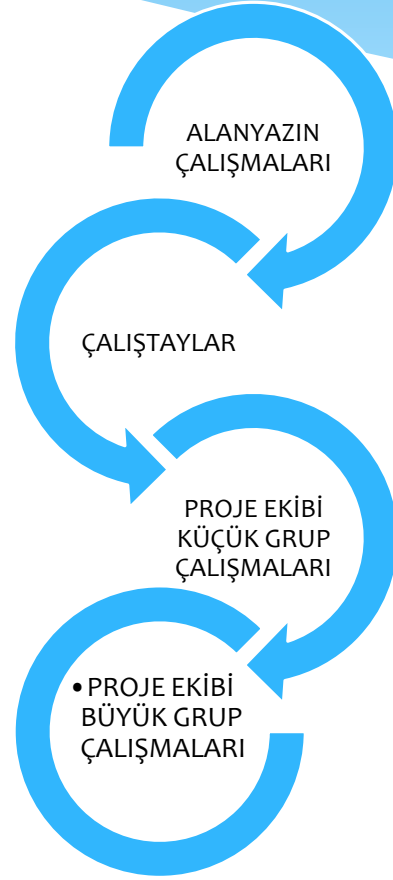 ALANYAZIN
ÇALIŞMALARI
ÇALIŞTAYLAR
PROJE EKİBİ
KÜÇÜK GRUP
ÇALIŞMALARI
•PROJE EKİBİ
BÜYÜK GRUP
ÇALIŞMALARI